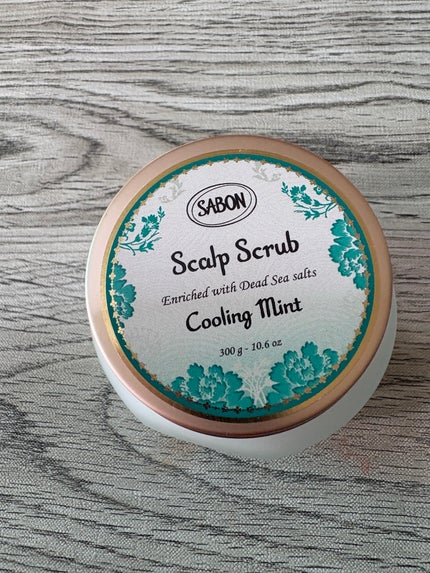 SABON
Scalp Scrub
Enriched with Dead Sea salts
Cooling Mint
300 g - 10.6 oz